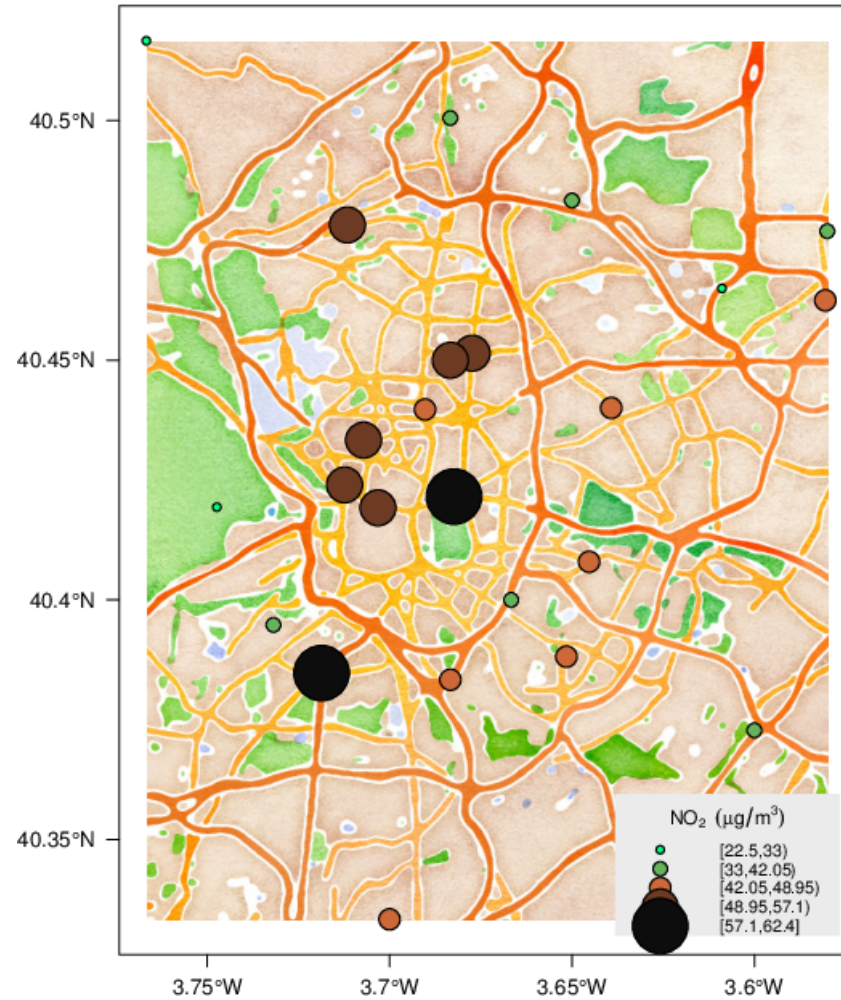 40.5°N
40.45°N
40.4°N
40.35°N
NO₂ (μg/m³)
[22.5,33)
[33,42.05)
[42.05,48.95)
[48.95,57.1)
[57.1,62.4]
3.75°W
3.7°W
3.65°W
3.6°W